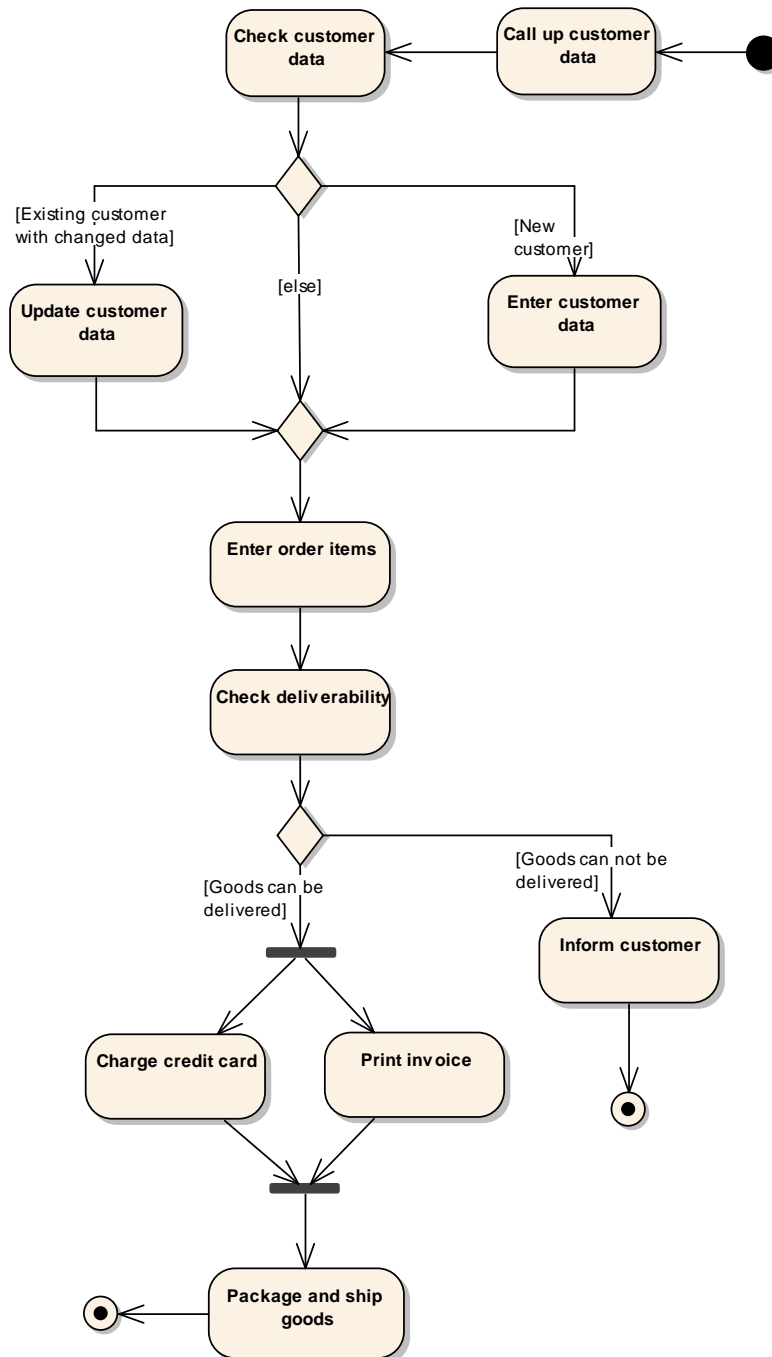 Check customer
data
Call up customer
data
[Existing customer
with changed data]
[New
customer]
[else]
Update customer
data
Enter customer
data
Enter order items
Check deliverability
[Goods can be
delivered]
[Goods can not be
delivered]
Inform customer
Charge credit card
Print invoice
Package and ship
goods